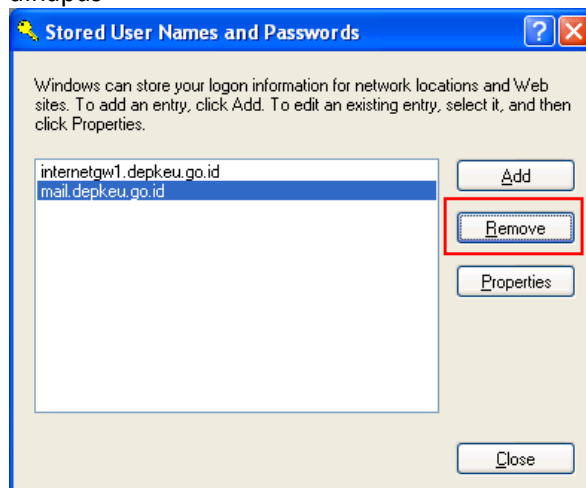 dihapus
Stored User Names and Passwords
Windows can store your logon information for network locations and Web
sites. To add an entry, click Add. To edit an existing entry, select it, and then
click Properties.
internetgw1.depkeu.go.id
mail.depkeu.go.id
Add
Remove
Properties
Close